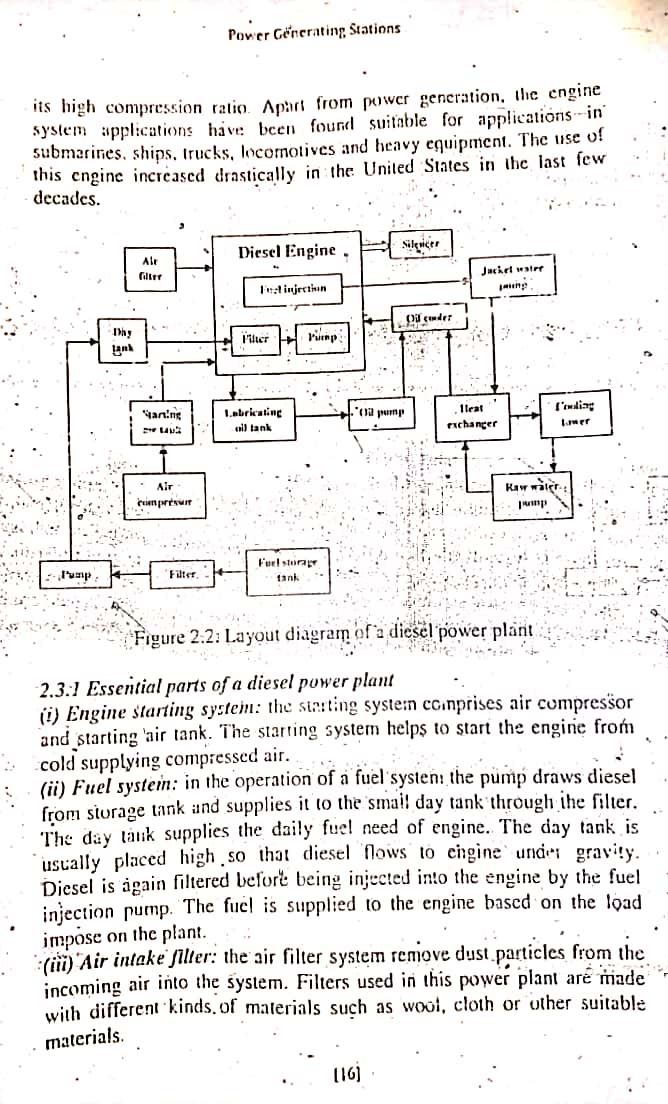 Power Generating Stations
its high compression ratio. Apart from power generation, the engine
system applications have been found suitable for applications in
submarines, ships, trucks, locomotives and heavy equipment. The use of
this engine increased drastically in the United States in the last few
decades.
Air
filter
Diesel Engine
Silencer
Fuel injection
Jacket water
pump
Day
tank
Filter
Pump
Oil cooler
Starting
air tank
Lubricating
oil tank
Oil pump
Heat
exchanger
Cooling
tower
Air
compressor
Raw water
pump
Pump
Filter
Fuel storage
tank
Figure 2.2: Layout diagram of a diesel power plant
2.3.1 Essential parts of a diesel power plant
(i) Engine Starting system: the starting system comprises air compressor
and starting air tank. The starting system helps to start the engine from
cold supplying compressed air.
(ii) Fuel system: in the operation of a fuel system the pump draws diesel
from storage tank and supplies it to the small day tank through the filter.
The day tank supplies the daily fuel need of engine. The day tank is
usually placed high so that diesel flows to engine under gravity.
Diesel is again filtered before being injected into the engine by the fuel
injection pump. The fuel is supplied to the engine based on the load
impose on the plant.
(iii) Air intake filter: the air filter system remove dust particles from the
incoming air into the system. Filters used in this power plant are made
with different kinds of materials such as wool, cloth or other suitable
materials.
[16]